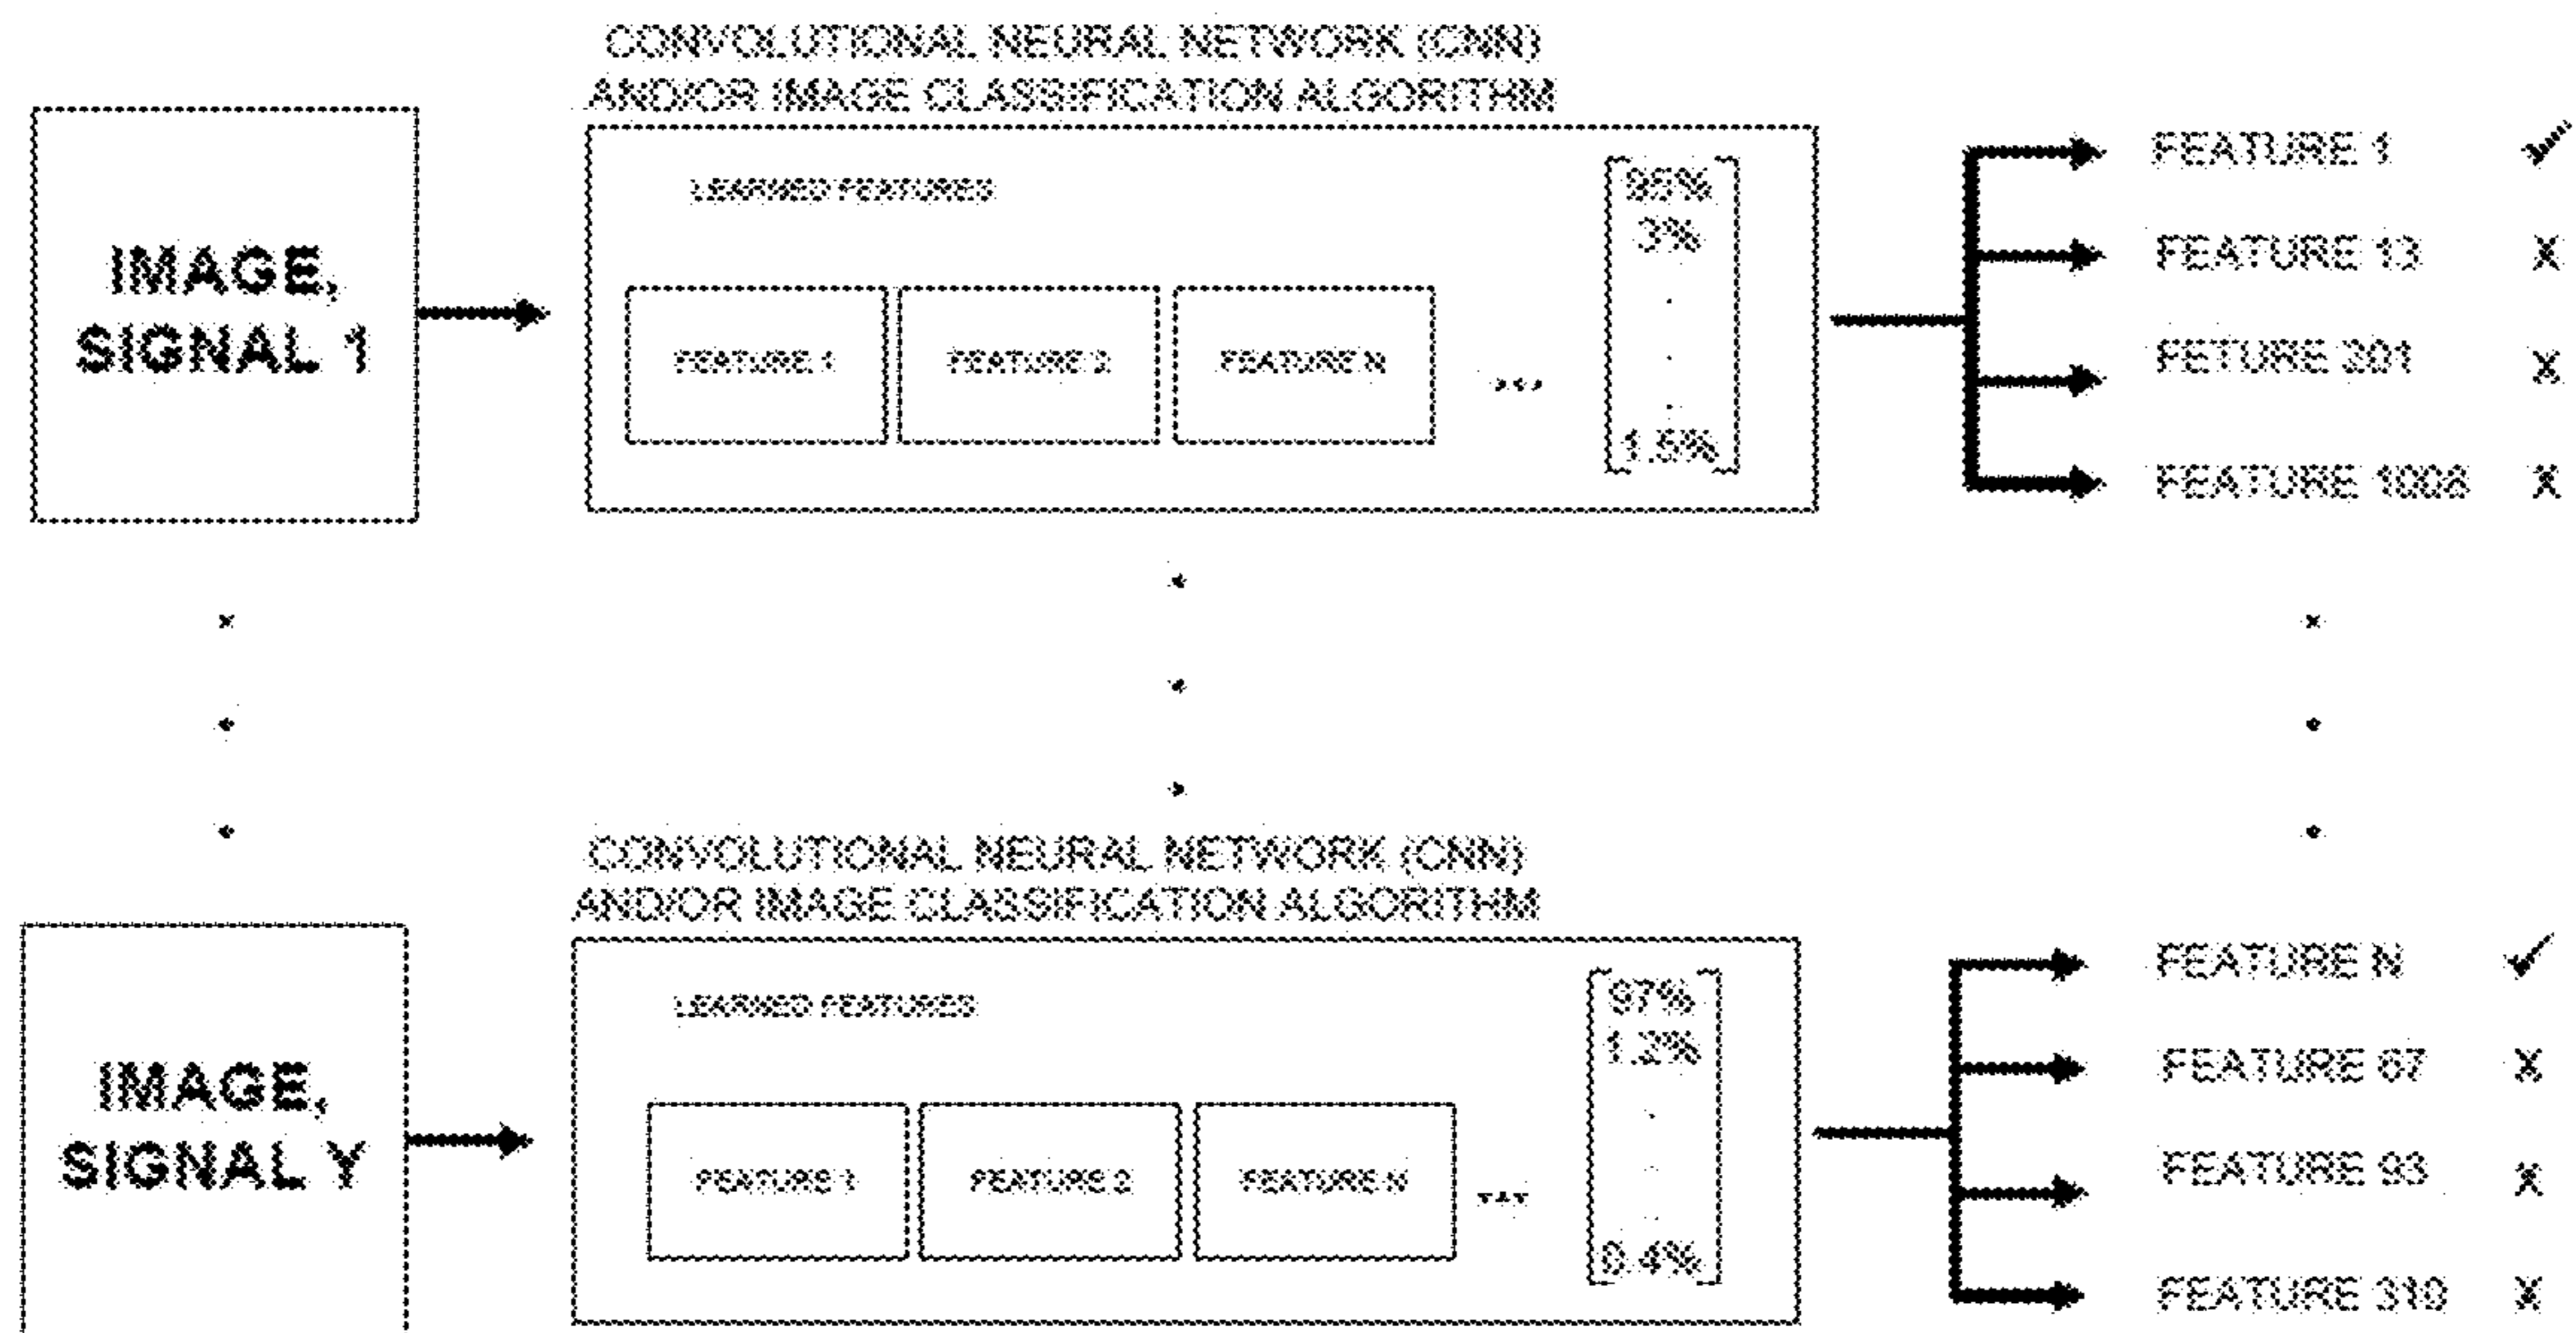 CONVOLUTIONAL NEURAL NETWORK (CNN)
AND/OR IMAGE CLASSIFICATION ALGORITHM
IMAGE,
SIGNAL 1
LEARNED FEATURES
FEATURE 1
FEATURE 2
FEATURE N
...
95%
3%
1.5%
FEATURE 1 ✓
FEATURE 13 X
FETURE 301 X
FEATURE 1008 X
CONVOLUTIONAL NEURAL NETWORK (CNN)
AND/OR IMAGE CLASSIFICATION ALGORITHM
IMAGE,
SIGNAL Y
LEARNED FEATURES
FEATURE 1
FEATURE 2
FEATURE N
...
97%
1.2%
0.4%
FEATURE N ✓
FEATURE 67 X
FEATURE 93 X
FEATURE 310 X